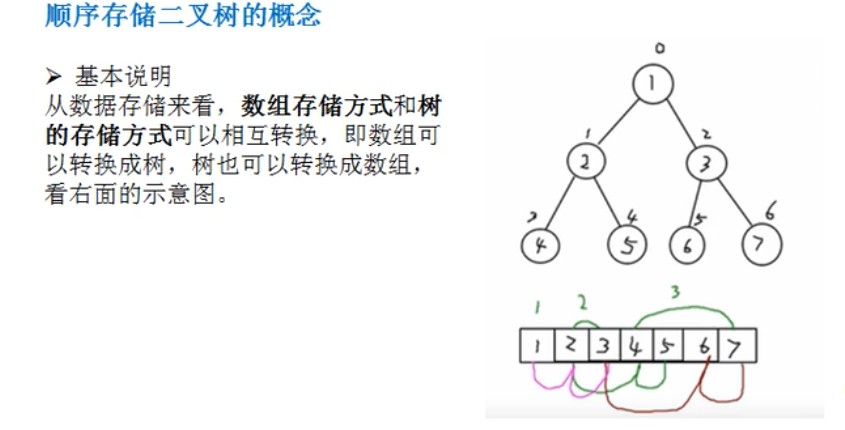 顺序存储二叉树的概念
➢ 基本说明
从数据存储来看，数组存储方式和树
的存储方式可以相互转换，即数组可
以转换成树，树也可以转换成数组，
看右面的示意图。
0
1
1 2
2 3
3 4 5 6
4 5 6 7
1 2 3
1 2 3 4 5 6 7